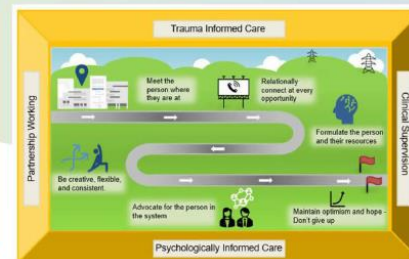 Trauma Informed Care
Partnership Working
Meet the
person where
they are at
Relationally
connect at every
opportunity
Formulate the person
and their resources
Be creative, flexible,
and consistent.
Advocate for the person in
the system
Maintain optimism and hope -
Don't give up
Clinical Supervision
Psychologically Informed Care